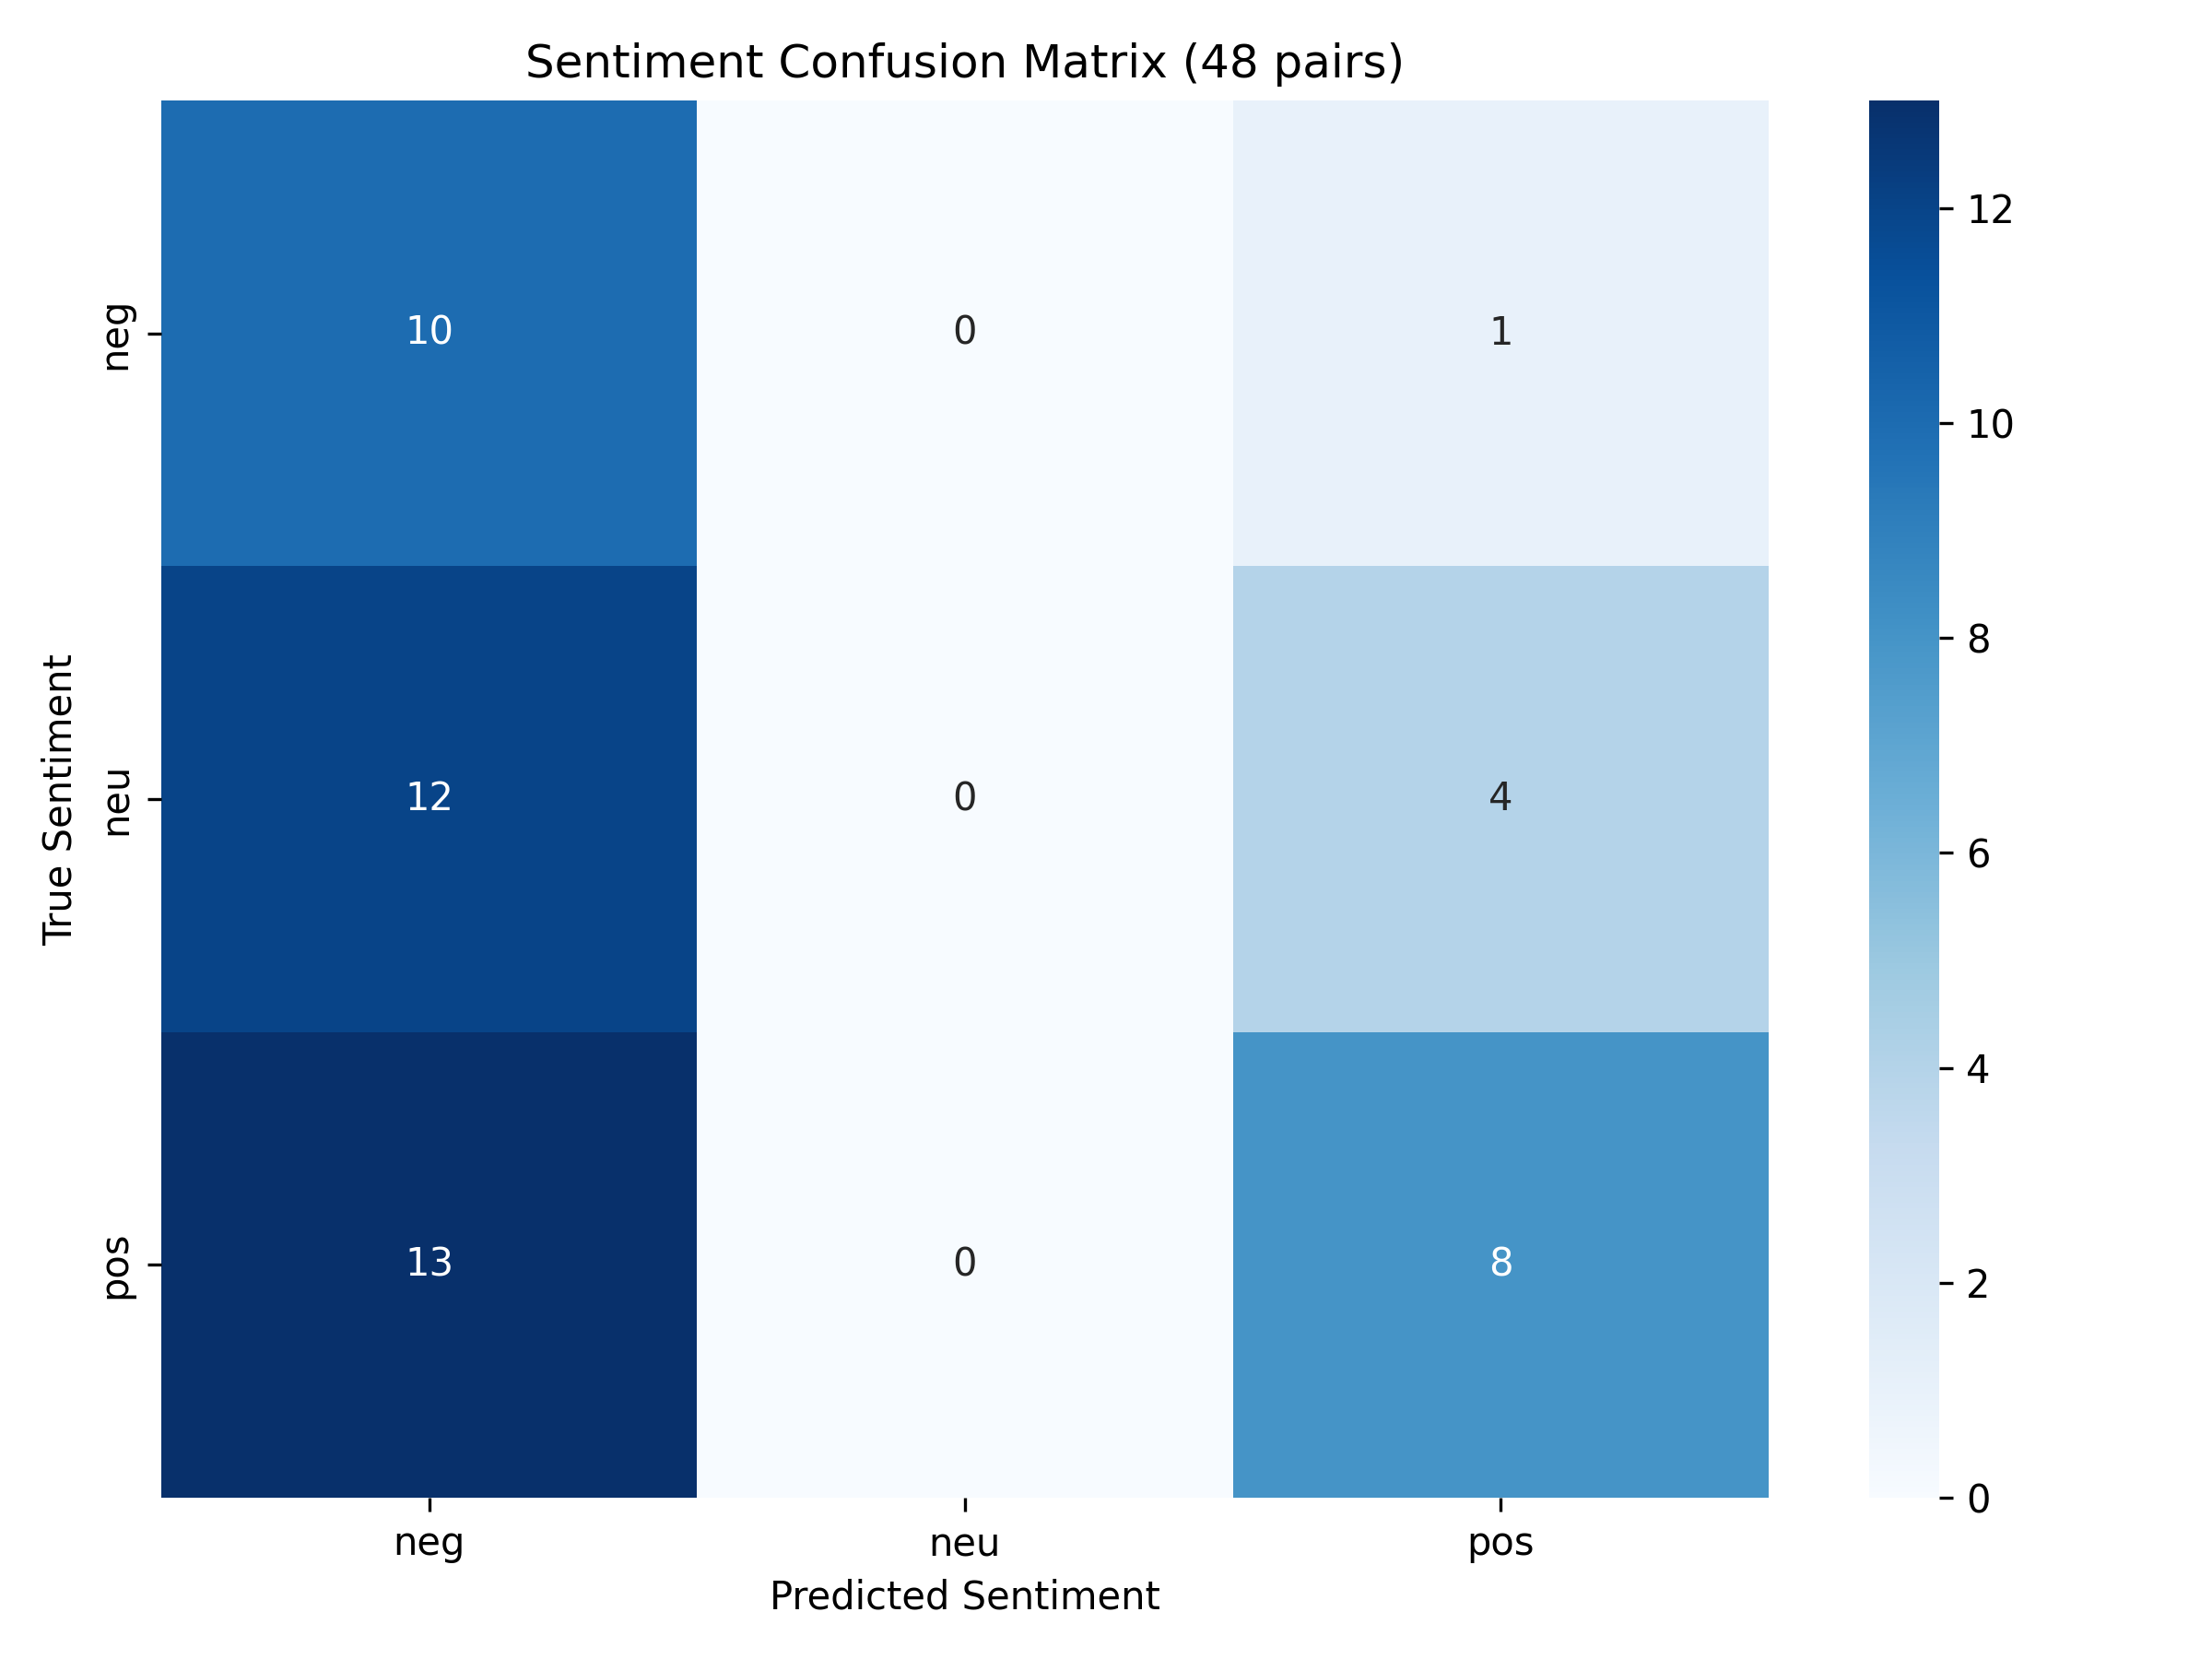 Sentiment Confusion Matrix (48 pairs)
True Sentiment
neg
10
0
1
neu
12
0
4
pos
13
0
8
neg
neu
pos
Predicted Sentiment
12
10
8
6
4
2
0